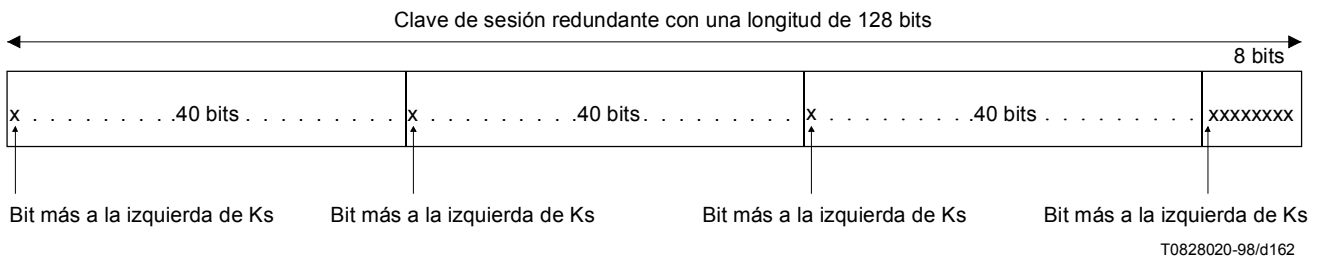 Clave de sesión redundante con una longitud de 128 bits
8 bits
x . . . . . . . . .40 bits . . . . . . . . . x . . . . . . . . .40 bits. . . . . . . . . x . . . . . . . . .40 bits . . . . . . . . . xxxxxxxx
Bit más a la izquierda de Ks Bit más a la izquierda de Ks Bit más a la izquierda de Ks Bit más a la izquierda de Ks
T0828020-98/d162